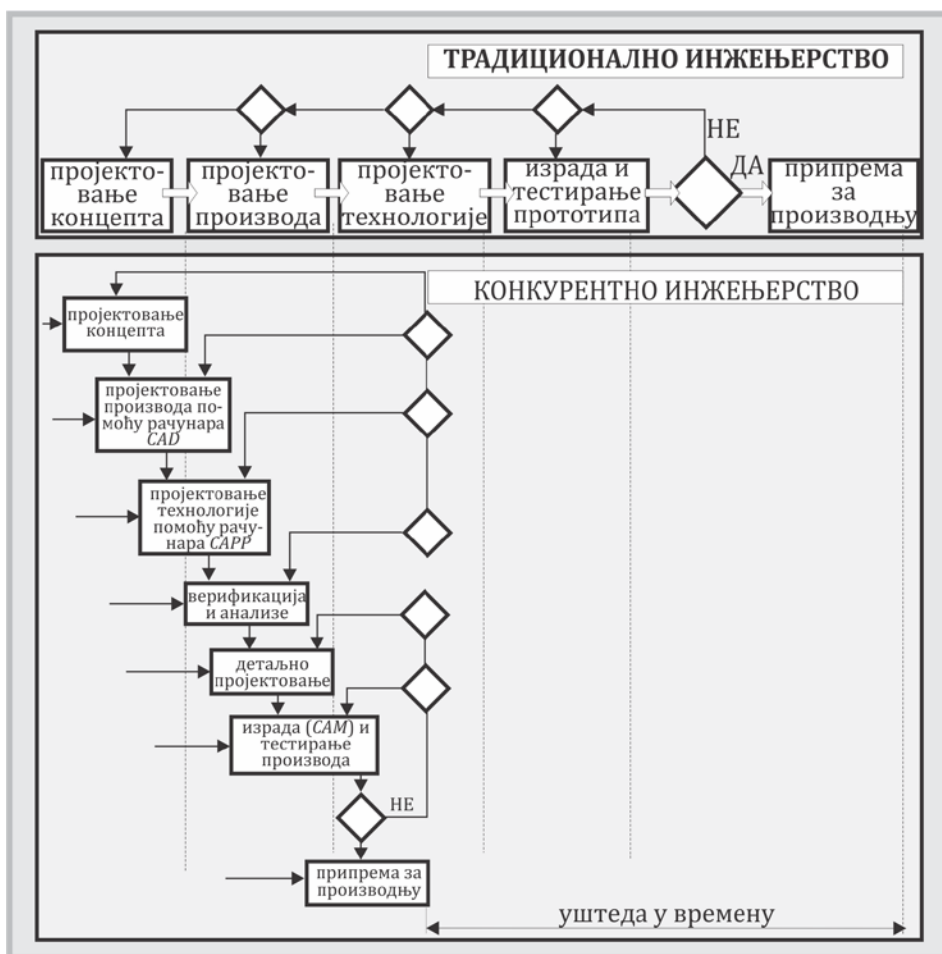 ТРАДИЦИОНАЛНО ИНЖЕЊЕРСТВО
НЕ
ДА
пројекто-
вање
концепта
пројекто-
вање
производа
пројекто-
вање
технологије
израда и
тестирање
прототипа
припрема
за
производњу
КОНКУРЕНТНО ИНЖЕЊЕРСТВО
пројектовање
концепта
пројектовање
производа по-
моћу рачунара
CAD
пројектовање
технологије
помоћу рачу-
нара CAPP
верификација
и анализе
детаљно
пројектовање
израда (CAM) и
тестирање
производа
НЕ
припрема за
производњу
уштеда у времену